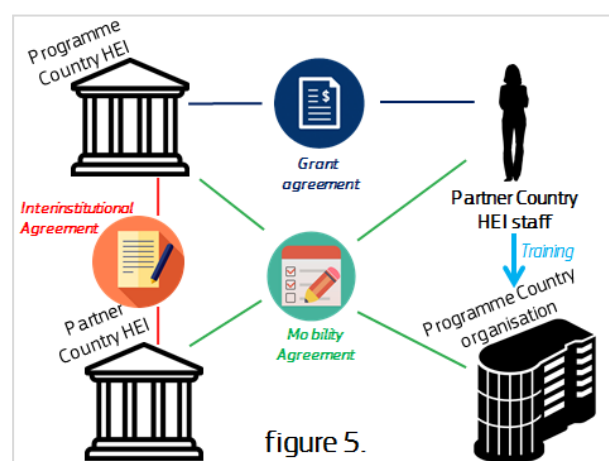 Programme
Country HEI
$
Grant
agreement
Partner Country
HEI staff
Interinstitutional
Agreement
Training
Partner
Country HEI
Mobility
Agreement
Programme Country
organisation
figure 5.